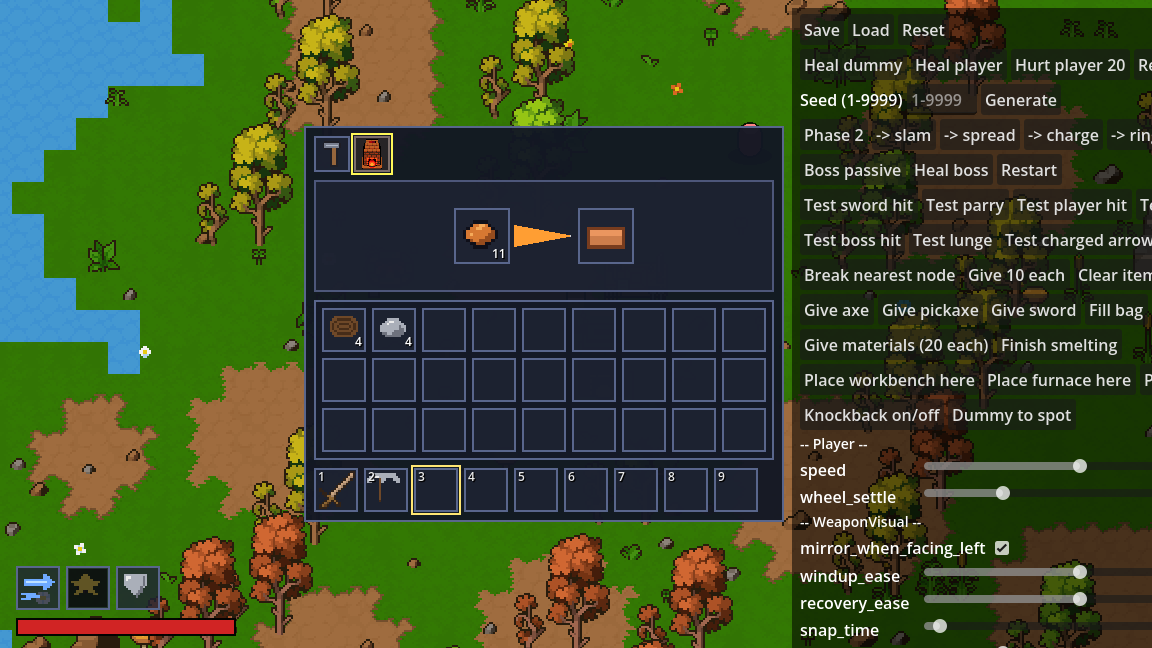 Save Load Reset
Heal dummy Heal player Hurt player 20
Seed (1-9999) 1-9999 Generate
Phase 2 -> slam -> spread -> charge ->
Boss passive Heal boss Restart
Test sword hit Test parry Test player hit
Test boss hit Test lunge Test charged arrow
Break nearest node Give 10 each Clear
Give axe Give pickaxe Give sword Fill bag
Give materials (20 each) Finish smelting
Place workbench here Place furnace here
Knockback on/off Dummy to spot
-- Player --
speed
wheel_settle
-- WeaponVisual --
mirror_when_facing_left
windup_ease
recovery_ease
snap_time
11
4 4
1 2 3 4 5 6 7 8 9